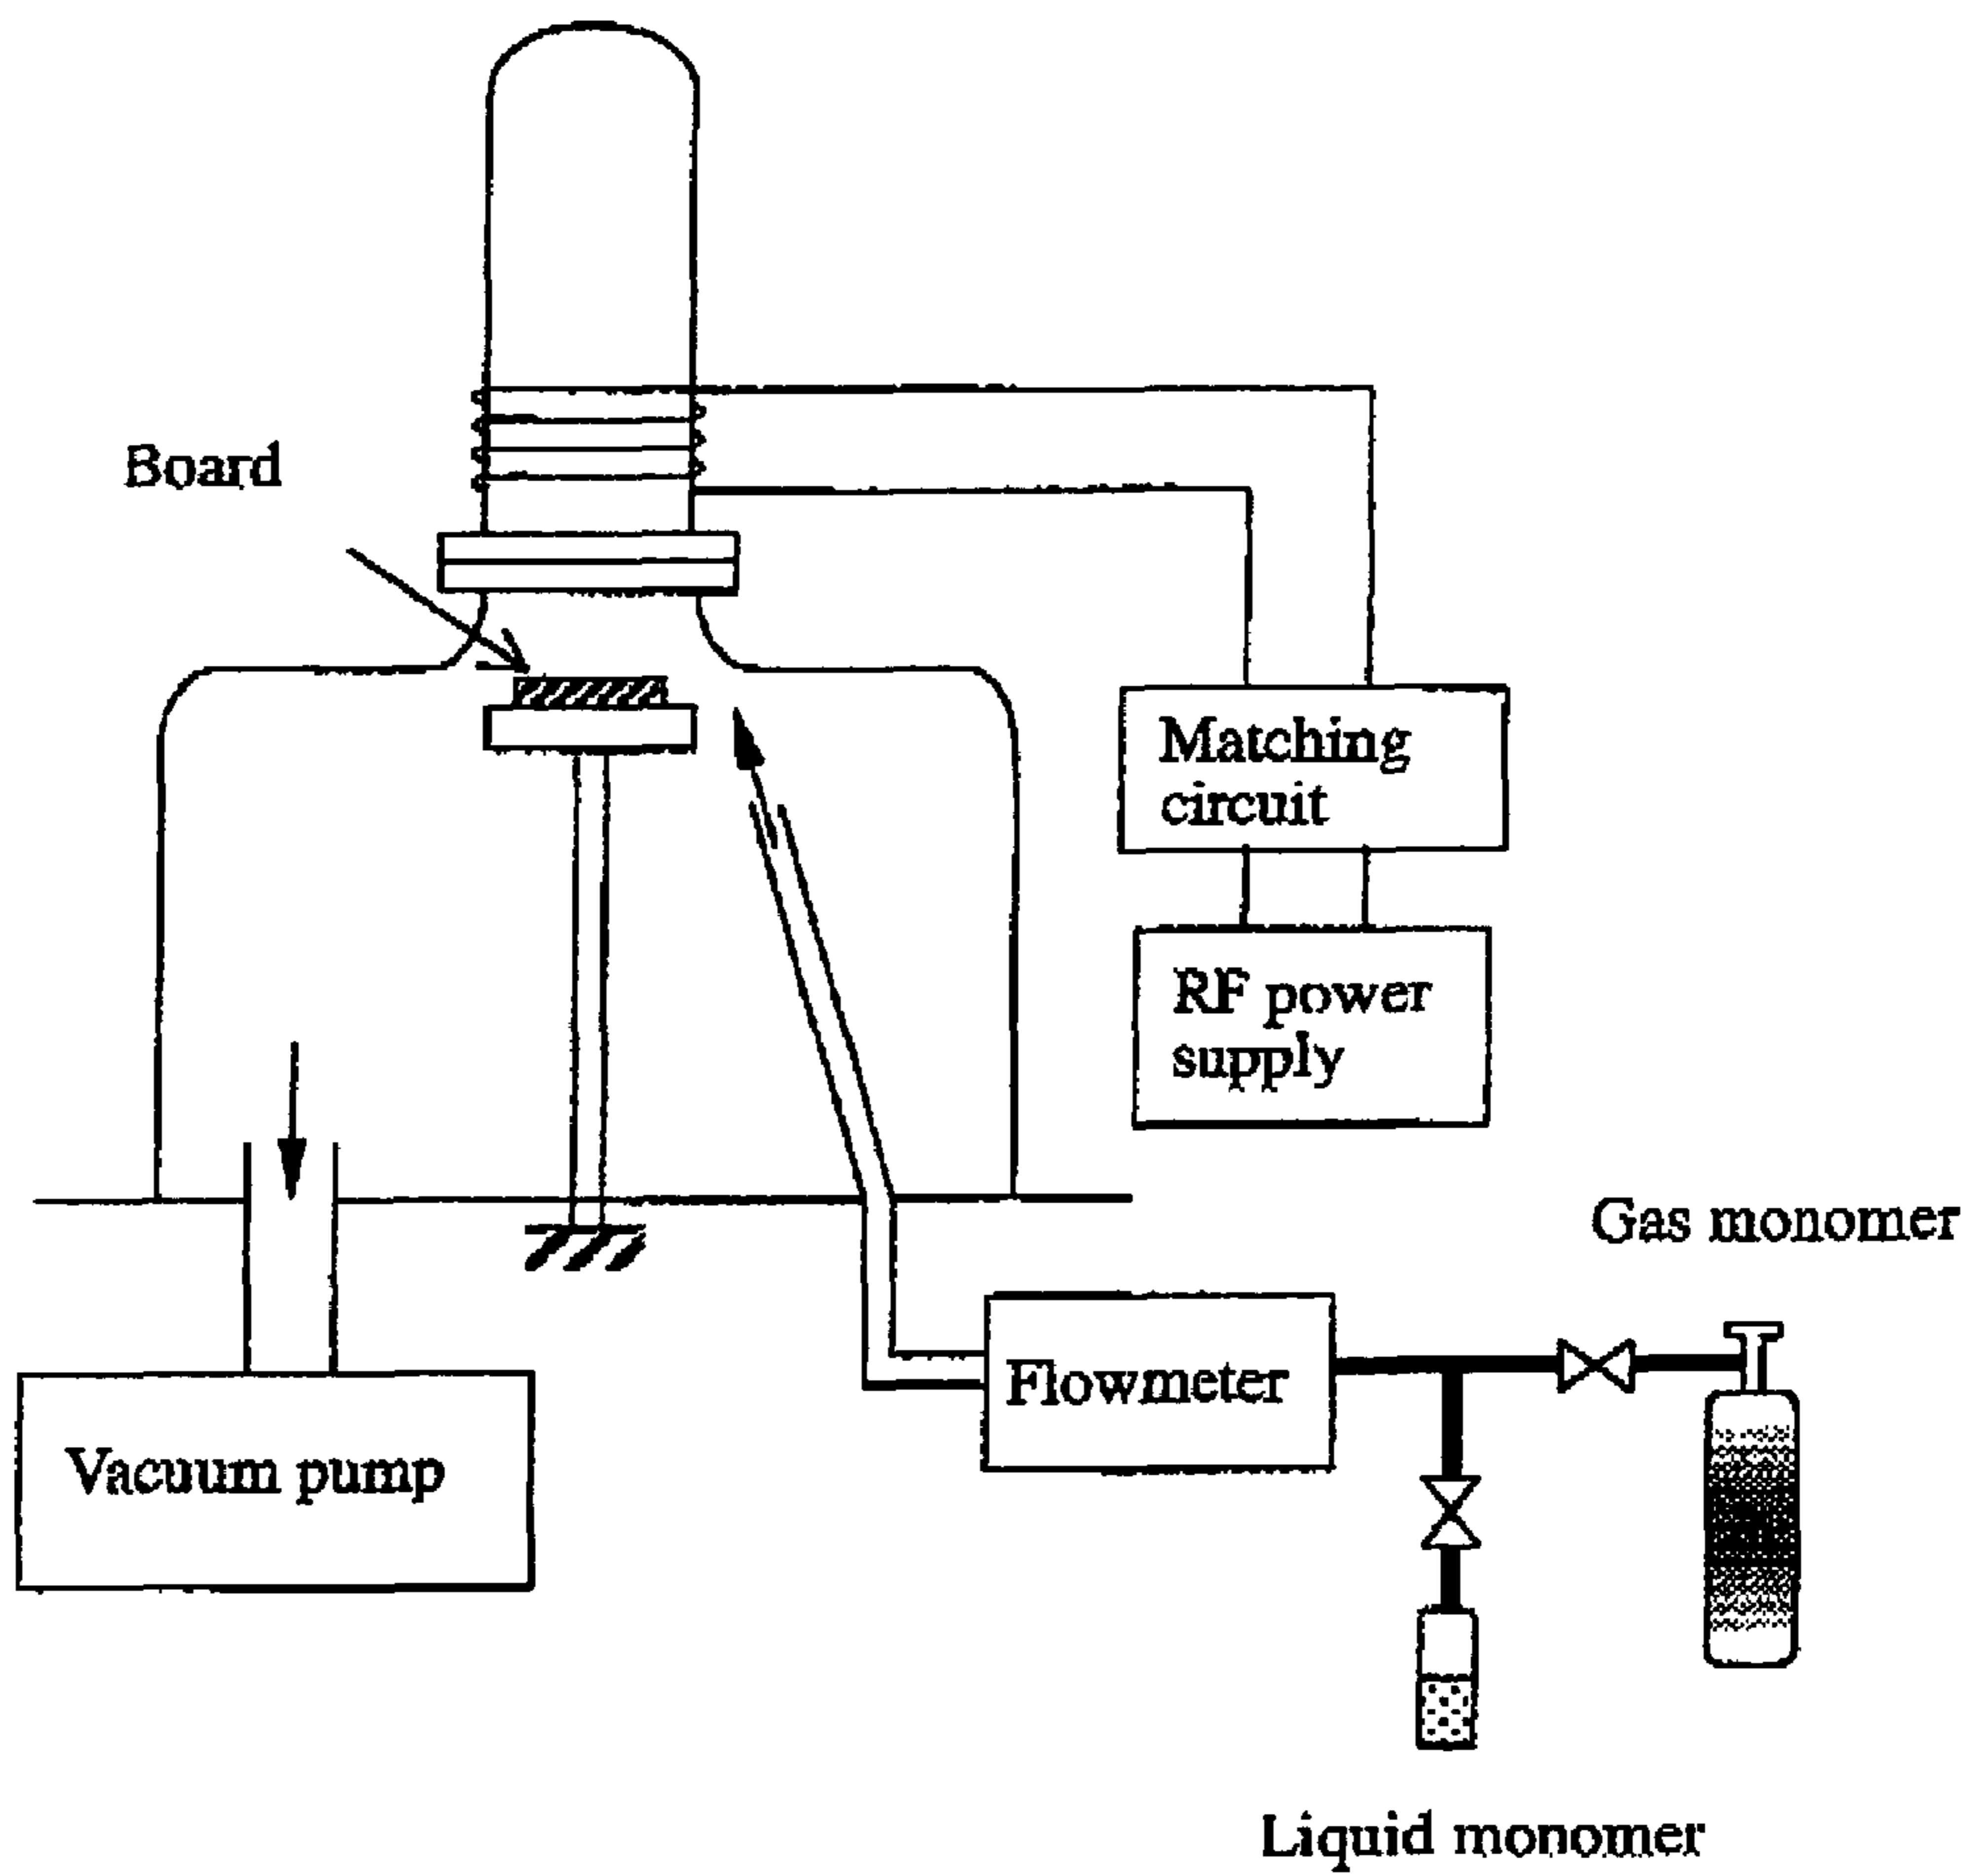 Board
Matching
circuit
RF power
supply
Gas monomer
Flowmeter
Vacuum pump
Liquid monomer